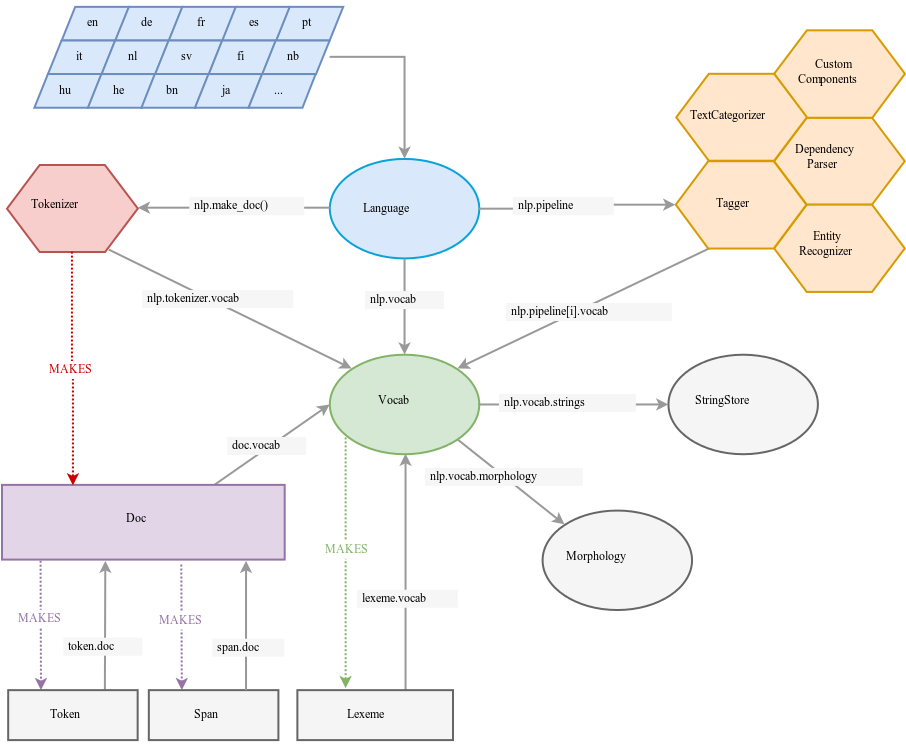 en de fr es pt
it nl sv fi nb
hu he bn ja ...
Custom
Components
TextCategorizer
Dependency
Parser
Tokenizer
nlp.make_doc()
Language
nlp.pipeline
Tagger
Entity
Recognizer
nlp.tokenizer.vocab
nlp.vocab
nlp.pipeline[i].vocab
MAKES
Vocab
nlp.vocab.strings
StringStore
doc.vocab
nlp.vocab.morphology
Doc
MAKES
Morphology
lexeme.vocab
MAKES
MAKES
token.doc
span.doc
Token
Span
Lexeme